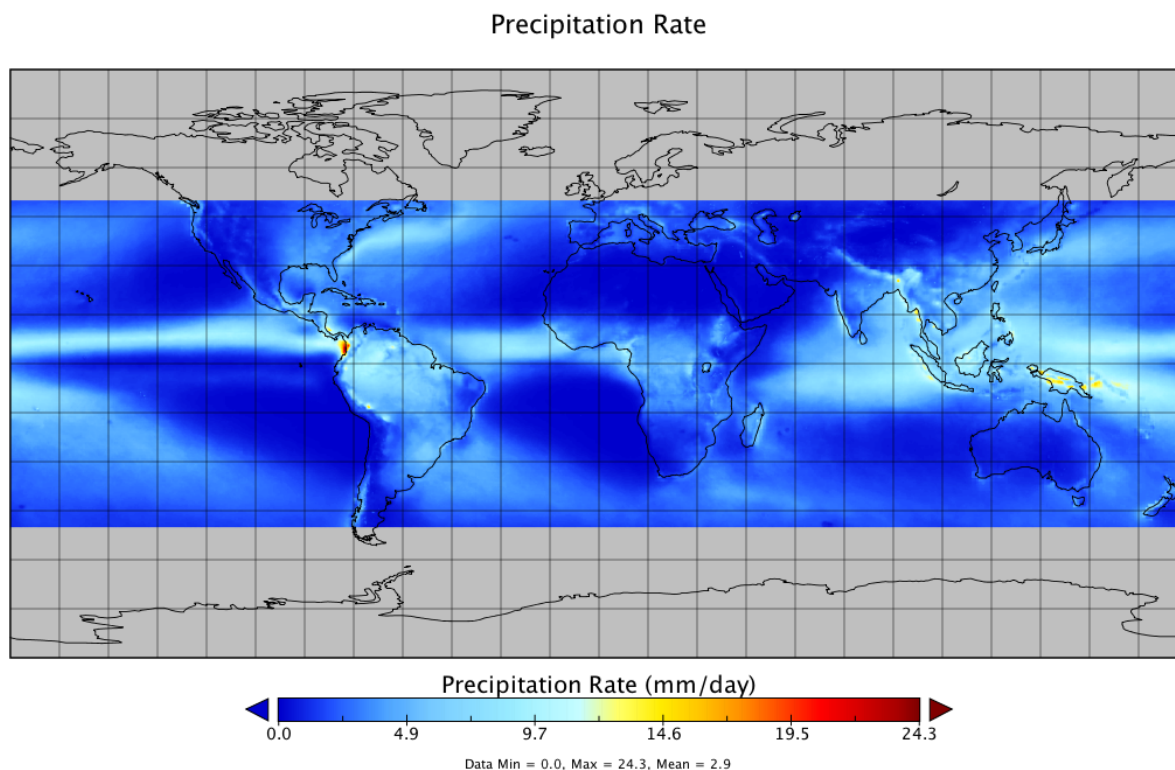 Precipitation Rate
Precipitation Rate (mm/day)
0.0 4.9 9.7 14.6 19.5 24.3
Data Min = 0.0, Max = 24.3, Mean = 2.9